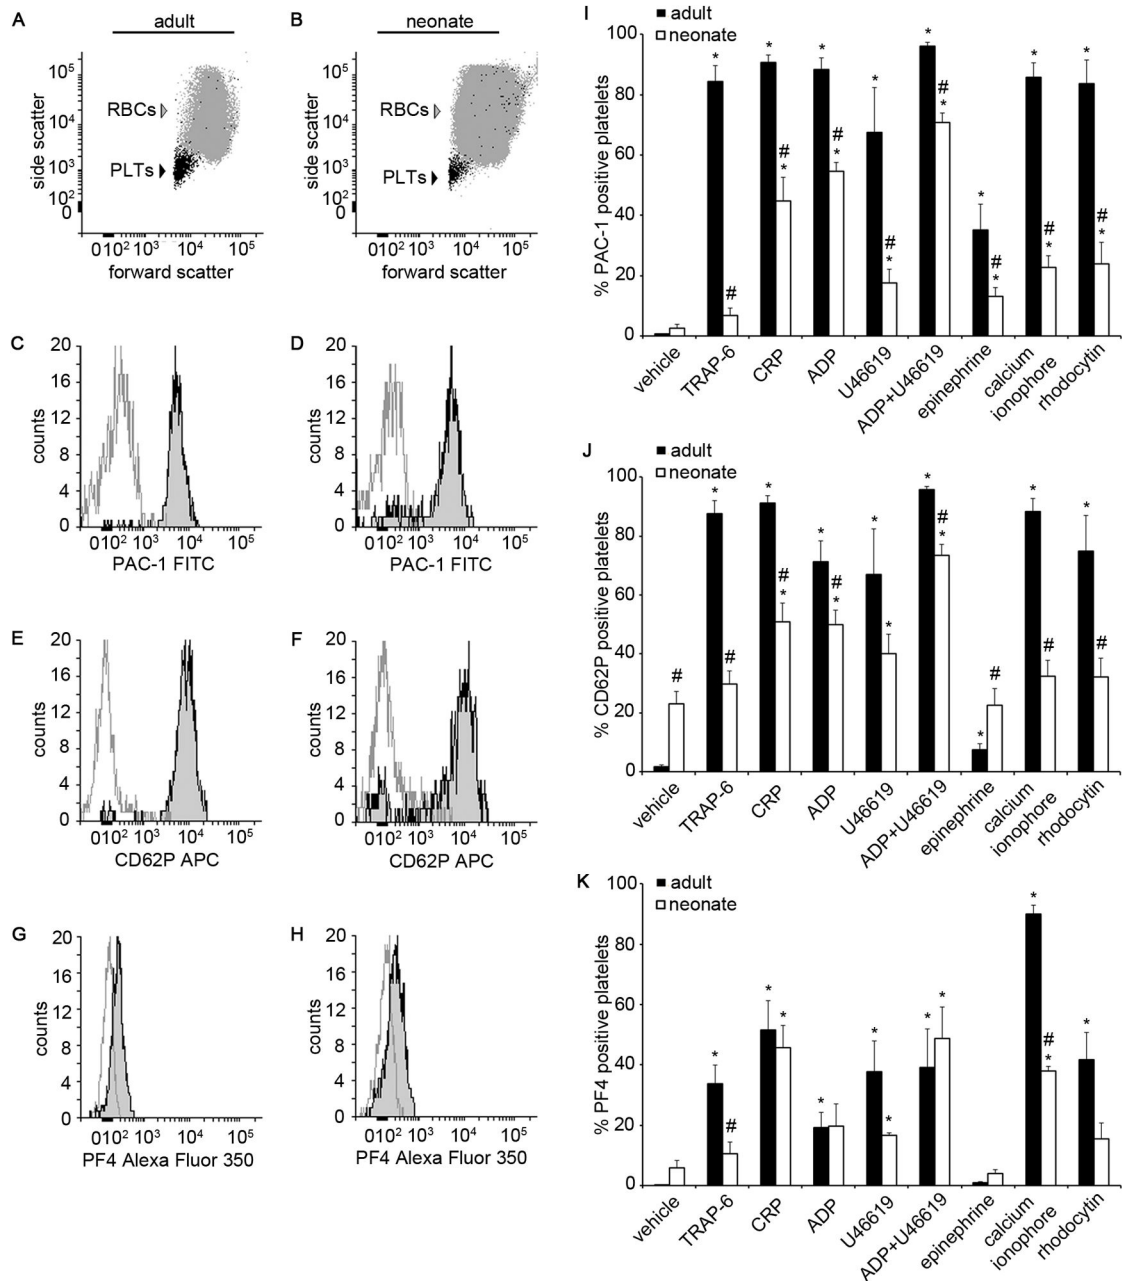 A
adult
side scatter
10⁵
10⁴
10³
10²
0
RBCs
PLTs
0 10² 10³ 10⁴ 10⁵
forward scatter
B
neonate
side scatter
10⁵
10⁴
10³
10²
0
RBCs
PLTs
0 10² 10³ 10⁴ 10⁵
forward scatter
C
counts
20
16
12
8
4
0
0 10² 10³ 10⁴ 10⁵
PAC-1 FITC
D
counts
20
16
12
8
4
0
0 10² 10³ 10⁴ 10⁵
PAC-1 FITC
E
counts
20
16
12
8
4
0
0 10² 10³ 10⁴ 10⁵
CD62P APC
F
counts
20
16
12
8
4
0
0 10² 10³ 10⁴ 10⁵
CD62P APC
G
counts
20
16
12
8
4
0
0 10² 10³ 10⁴ 10⁵
PF4 Alexa Fluor 350
H
counts
20
16
12
8
4
0
0 10² 10³ 10⁴ 10⁵
PF4 Alexa Fluor 350
I
adult
neonate
% PAC-1 positive platelets
100
80
60
40
20
0
* # * # * * # * * # * * # * * # * * # * * # *
vehicle
TRAP-6
CRP
ADP
U46619
ADP+U46619
epinephrine
calcium
ionophore
rhodocytin
J
adult
neonate
% CD62P positive platelets
100
80
60
40
20
0
# * # * # * * # * * * * # * * # * # * #
vehicle
TRAP-6
CRP
ADP
U46619
ADP+U46619
epinephrine
calcium
ionophore
rhodocytin
K
adult
neonate
% PF4 positive platelets
100
80
60
40
20
0
* # * * * * * * * * # * *
vehicle
TRAP-6
CRP
ADP
U46619
ADP+U46619
epinephrine
calcium
ionophore
rhodocytin